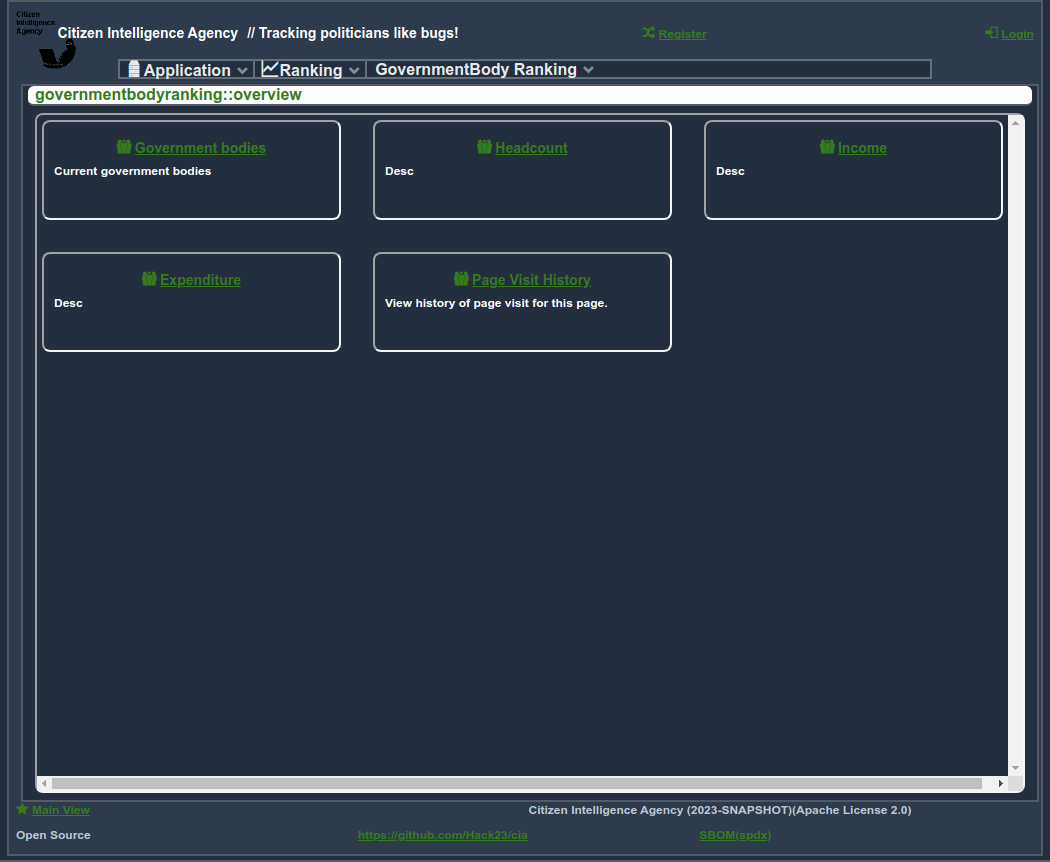 Citizen
Intelligence
Agency
Citizen Intelligence Agency // Tracking politicians like bugs!
Register
Login
Application
Ranking
GovernmentBody Ranking
governmentbodyranking::overview
Government bodies
Current government bodies
Headcount
Desc
Income
Desc
Expenditure
Desc
Page Visit History
View history of page visit for this page.
Main View
Citizen Intelligence Agency (2023-SNAPSHOT)(Apache License 2.0)
Open Source
https://github.com/Hack23/cia
SBOM(spdx)